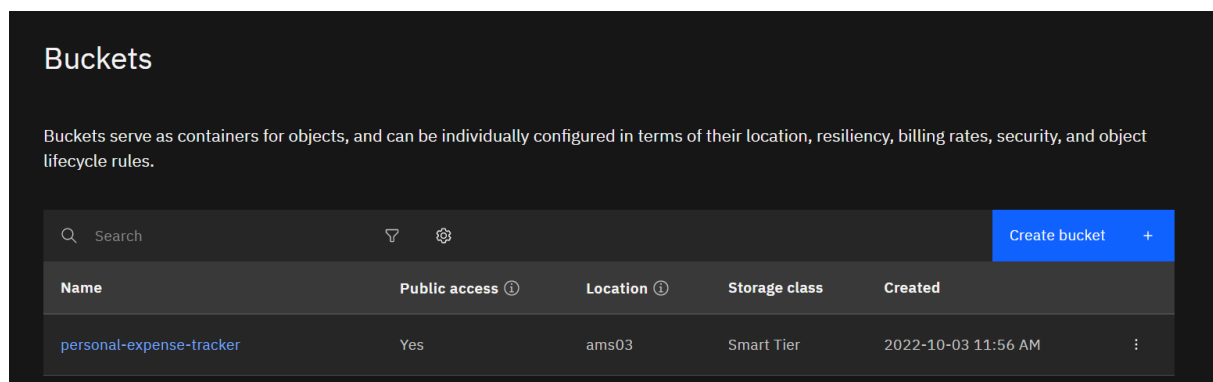 Buckets
Buckets serve as containers for objects, and can be individually configured in terms of their location, resiliency, billing rates, security, and object
lifecycle rules.
Search Create bucket +
Name Public access Location Storage class Created
personal-expense-tracker Yes ams03 Smart Tier 2022-10-03 11:56 AM